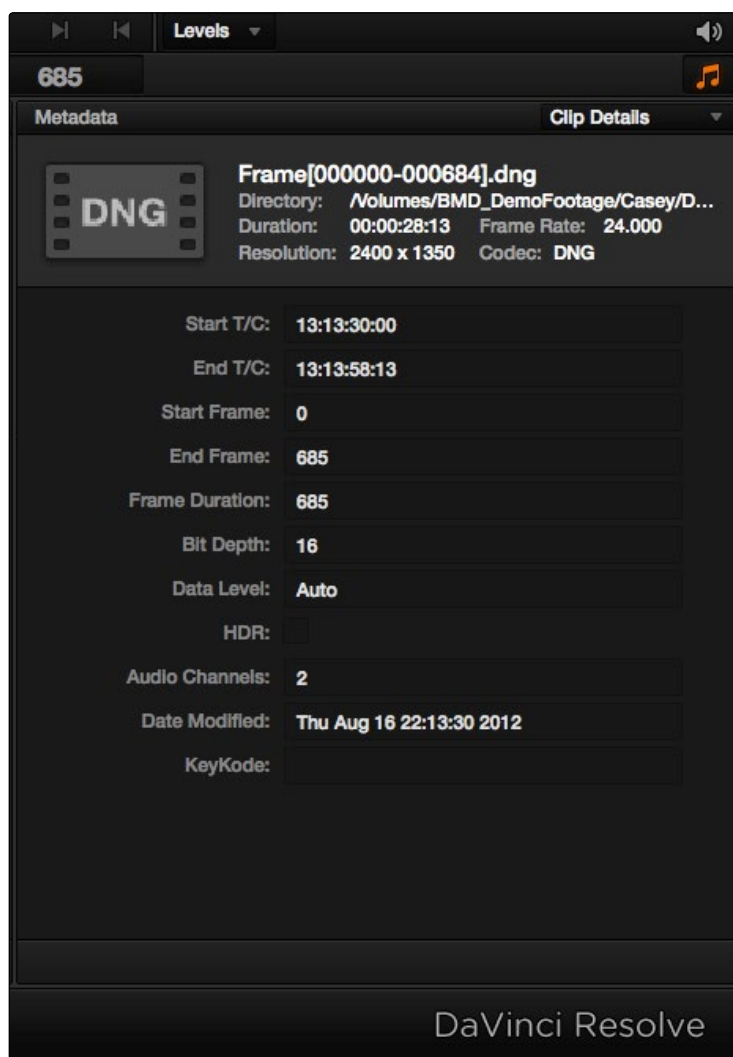 Levels
685
Metadata Clip Details
DNG
Frame[000000-000684].dng
Directory: /Volumes/BMD_DemoFootage/Casey/D...
Duration: 00:00:28:13 Frame Rate: 24.000
Resolution: 2400 x 1350 Codec: DNG
Start T/C: 13:13:30:00
End T/C: 13:13:58:13
Start Frame: 0
End Frame: 685
Frame Duration: 685
Bit Depth: 16
Data Level: Auto
HDR:
Audio Channels: 2
Date Modified: Thu Aug 16 22:13:30 2012
KeyKode:
DaVinci Resolve